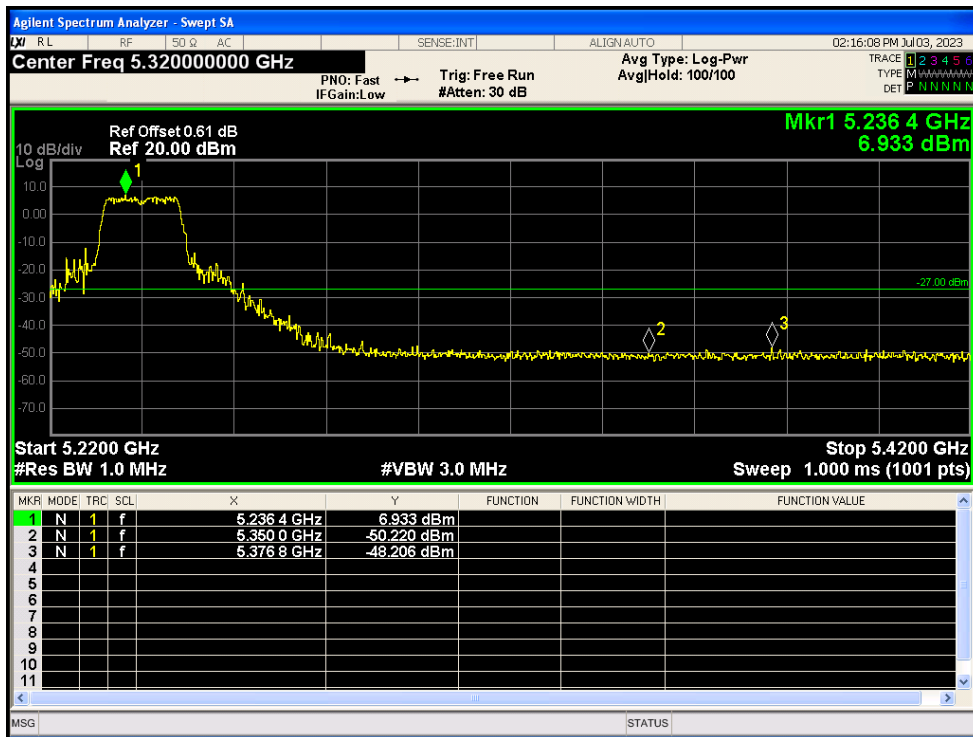 Agilent Spectrum Analyzer - Swept SA
LXI RL RF 50 Ω AC SENSE:INT ALIGN AUTO 02:16:08 PM Jul 03, 2023
Center Freq 5.320000000 GHz
PNO: Fast
IFGain:Low
Trig: Free Run
#Atten: 30 dB
Avg Type: Log-Pwr
Avg|Hold: 100/100
TRACE 1 2 3 4 5 6
TYPE M
DET P N N N N N
Mkr1 5.236 4 GHz
6.933 dBm
Ref Offset 0.61 dB
10 dB/div Ref 20.00 dBm
Log
1
10.0
0.00
-10.0
-20.0
-27.00 dBm
-30.0
-40.0
2
3
-50.0
-60.0
-70.0
Start 5.2200 GHz Stop 5.4200 GHz
#Res BW 1.0 MHz #VBW 3.0 MHz Sweep 1.000 ms (1001 pts)
MKR MODE TRC SCL X Y FUNCTION FUNCTION WIDTH FUNCTION VALUE
1 N 1 f 5.236 4 GHz 6.933 dBm
2 N 1 f 5.350 0 GHz -50.220 dBm
3 N 1 f 5.376 8 GHz -48.206 dBm
4
5
6
7
8
9
10
11
MSG STATUS